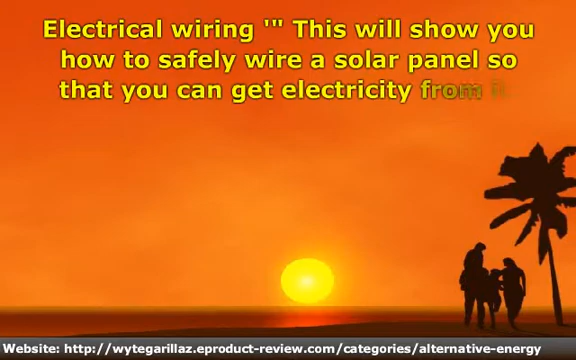 Electrical wiring '" This will show you
how to safely wire a solar panel so
that you can get electricity from it.
Website: http://wytegarillaz.eproduct-review.com/categories/alternative-energy